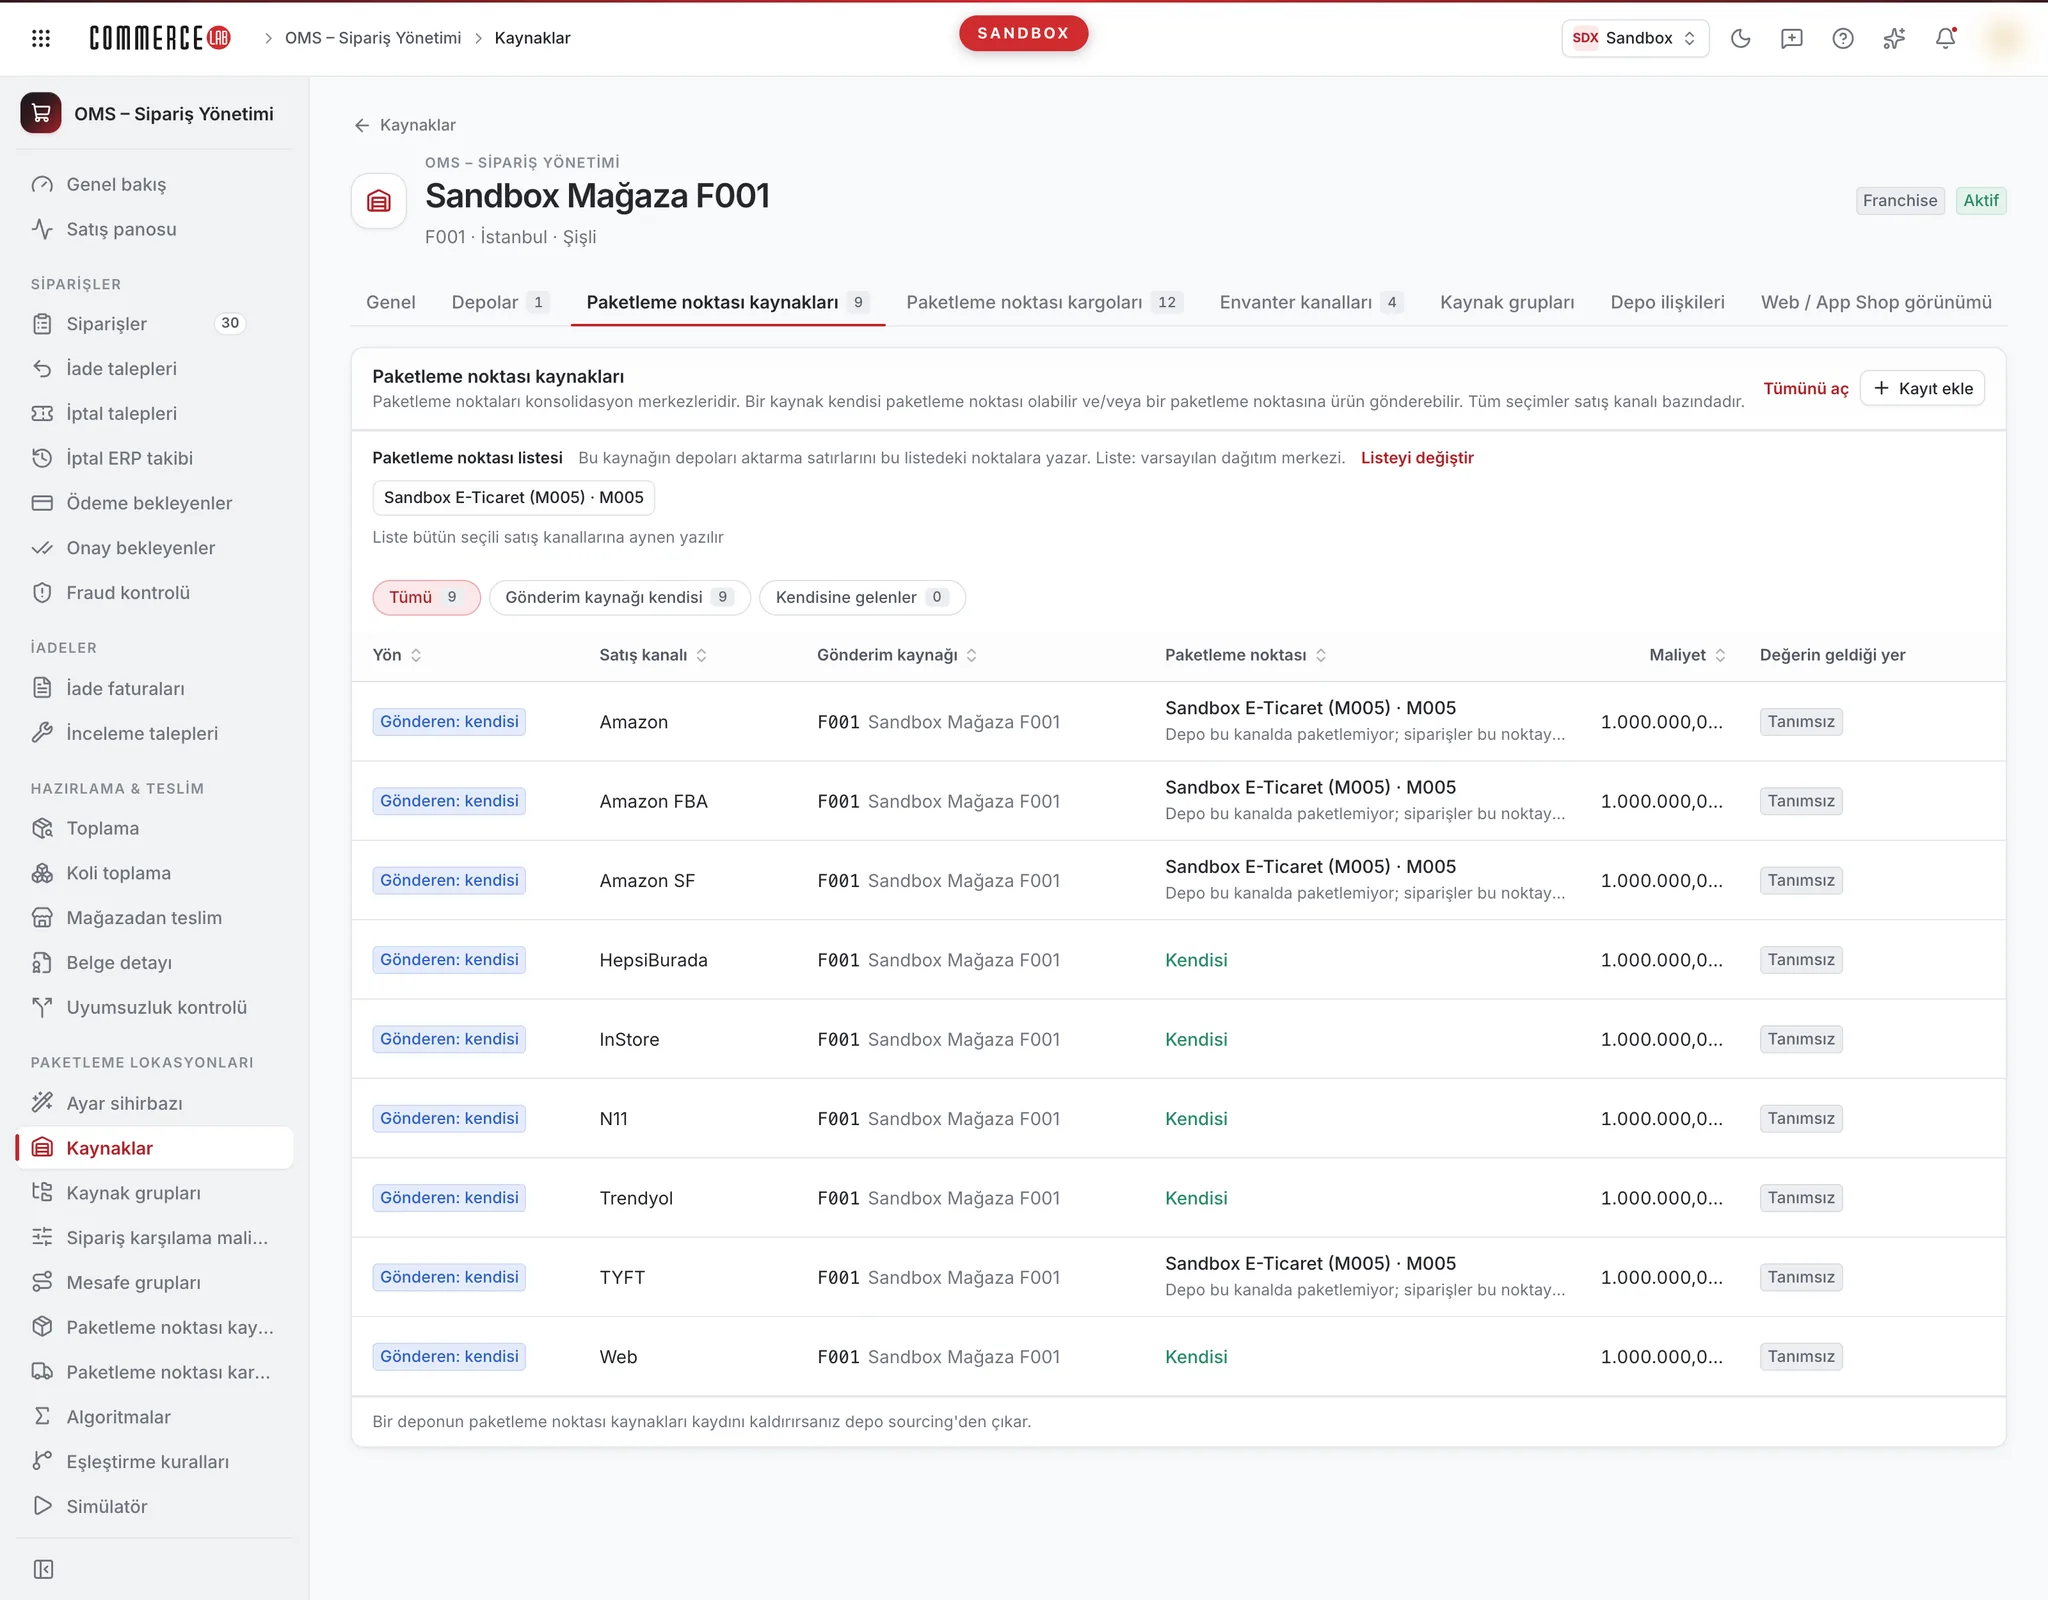 COMMERCE LAB
OMS – Sipariş Yönetimi
Kaynaklar
SANDBOX
SDX Sandbox
OMS – Sipariş Yönetimi
Genel bakış
Satış panosu
SİPARİŞLER
Siparişler 30
İade talepleri
İptal talepleri
İptal ERP takibi
Ödeme bekleyenler
Onay bekleyenler
Fraud kontrolü
İADELER
İade faturaları
İnceleme talepleri
HAZIRLAMA & TESLİM
Toplama
Koli toplama
Mağazadan teslim
Belge detayı
Uyumsuzluk kontrolü
PAKETLEME LOKASYONLARI
Ayar sihirbazı
Kaynaklar
Kaynak grupları
Sipariş karşılama mali...
Mesafe grupları
Paketleme noktası kay...
Paketleme noktası kar...
Algoritmalar
Eşleştirme kuralları
Simülatör
Kaynaklar
OMS – SİPARİŞ YÖNETİMİ
Sandbox Mağaza F001
F001 · İstanbul · Şişli
Franchise Aktif
Genel Depolar 1 Paketleme noktası kaynakları 9 Paketleme noktası kargoları 12 Envanter kanalları 4 Kaynak grupları Depo ilişkileri Web / App Shop görünümü
Paketleme noktası kaynakları
Paketleme noktaları konsolidasyon merkezleridir. Bir kaynak kendisi paketleme noktası olabilir ve/veya bir paketleme noktasına ürün gönderebilir. Tüm seçimler satış kanalı bazındadır.
Tümünü aç + Kayıt ekle
Paketleme noktası listesi Bu kaynağın depoları aktarma satırlarını bu listedeki noktalara yazar. Liste: varsayılan dağıtım merkezi. Listeyi değiştir
Sandbox E-Ticaret (M005) · M005
Liste bütün seçili satış kanallarına aynen yazılır
Tümü 9 Gönderim kaynağı kendisi 9 Kendisine gelenler 0
Yön Satış kanalı Gönderim kaynağı Paketleme noktası Maliyet Değerin geldiği yer
Gönderen: kendisi Amazon F001 Sandbox Mağaza F001 Sandbox E-Ticaret (M005) · M005 1.000.000,0... Tanımsız
Depo bu kanalda paketlemiyor; siparişler bu noktay...
Gönderen: kendisi Amazon FBA F001 Sandbox Mağaza F001 Sandbox E-Ticaret (M005) · M005 1.000.000,0... Tanımsız
Depo bu kanalda paketlemiyor; siparişler bu noktay...
Gönderen: kendisi Amazon SF F001 Sandbox Mağaza F001 Sandbox E-Ticaret (M005) · M005 1.000.000,0... Tanımsız
Depo bu kanalda paketlemiyor; siparişler bu noktay...
Gönderen: kendisi HepsiBurada F001 Sandbox Mağaza F001 Kendisi 1.000.000,0... Tanımsız
Gönderen: kendisi InStore F001 Sandbox Mağaza F001 Kendisi 1.000.000,0... Tanımsız
Gönderen: kendisi N11 F001 Sandbox Mağaza F001 Kendisi 1.000.000,0... Tanımsız
Gönderen: kendisi Trendyol F001 Sandbox Mağaza F001 Kendisi 1.000.000,0... Tanımsız
Gönderen: kendisi TYFT F001 Sandbox Mağaza F001 Sandbox E-Ticaret (M005) · M005 1.000.000,0... Tanımsız
Depo bu kanalda paketlemiyor; siparişler bu noktay...
Gönderen: kendisi Web F001 Sandbox Mağaza F001 Kendisi 1.000.000,0... Tanımsız
Bir deponun paketleme noktası kaynakları kaydını kaldırırsanız depo sourcing'den çıkar.